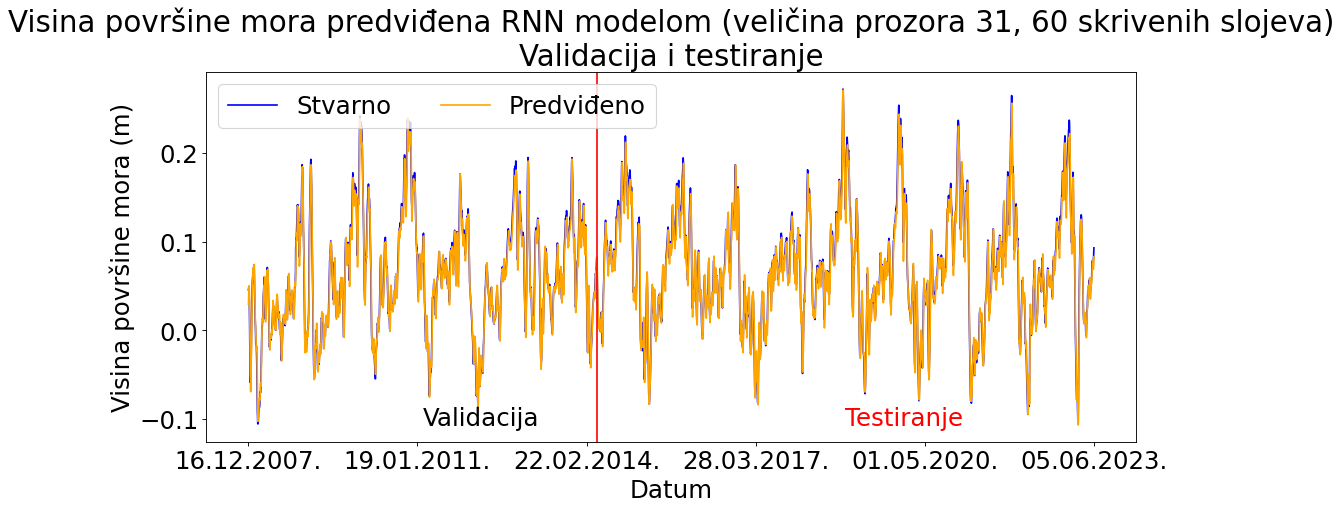 Visina površine mora predviđena RNN modelom (veličina prozora 31, 60 skrivenih slojeva)
Validacija i testiranje
Stvarno
Predviđeno
Visina površine mora (m)
0.2
0.1
0.0
−0.1
Validacija
Testiranje
16.12.2007.
19.01.2011.
22.02.2014.
28.03.2017.
01.05.2020.
05.06.2023.
Datum